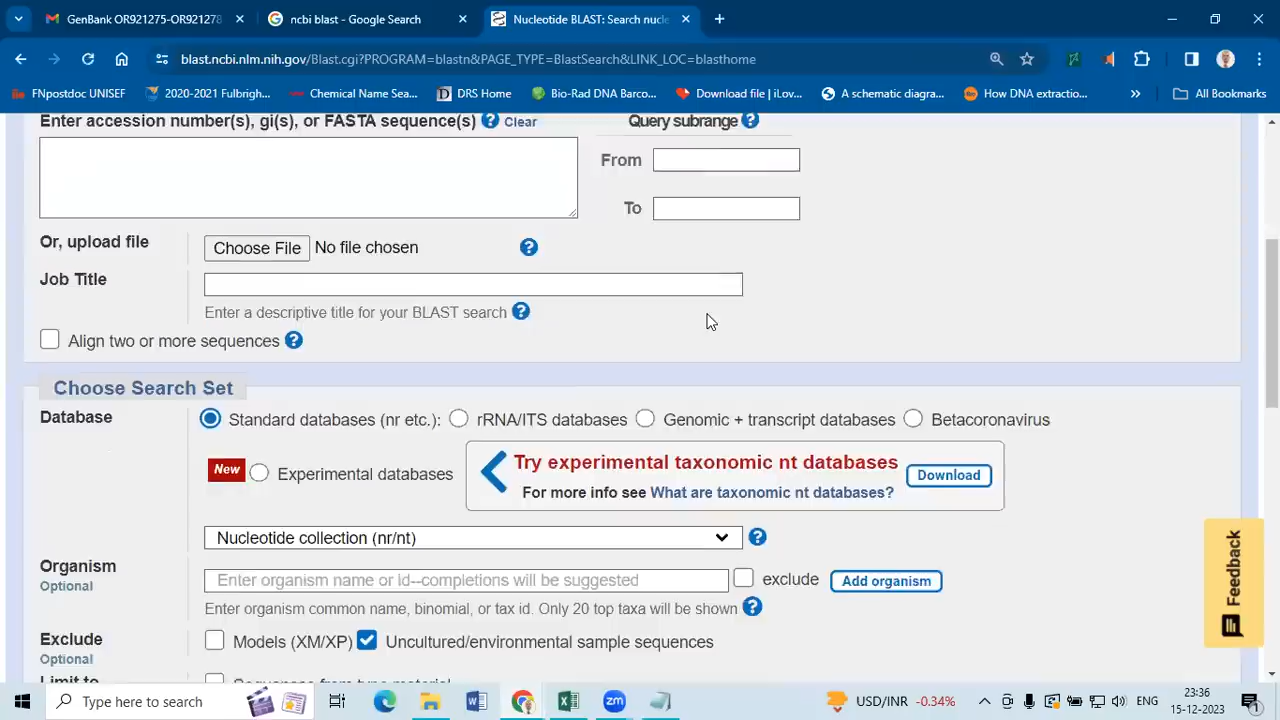 GenBank OR921275-OR921278
ncbi blast - Google Search
Nucleotide BLAST: Search nucle
blast.ncbi.nlm.nih.gov/Blast.cgi?PROGRAM=blastn&PAGE_TYPE=BlastSearch&LINK_LOC=blasthome
FNpostdoc UNISEF
2020-2021 Fulbrigh...
Chemical Name Sea...
DRS Home
Bio-Rad DNA Barco...
Download file | iLov...
A schematic diagra...
How DNA extractio...
»
All Bookmarks
Enter accession number(s), gi(s), or FASTA sequence(s) ? Clear
Query subrange ?
From
To
Or, upload file
Choose File No file chosen ?
Job Title
Enter a descriptive title for your BLAST search ?
Align two or more sequences ?
Choose Search Set
Database
Standard databases (nr etc.): rRNA/ITS databases Genomic + transcript databases Betacoronavirus
New Experimental databases
Try experimental taxonomic nt databases
For more info see What are taxonomic nt databases?
Download
Nucleotide collection (nr/nt) ?
Organism
Optional
Enter organism name or id--completions will be suggested
exclude
Add organism
Enter organism common name, binomial, or tax id. Only 20 top taxa will be shown ?
Exclude
Optional
Models (XM/XP) Uncultured/environmental sample sequences
Limit to
Sequences from type material
Feedback
Type here to search
USD/INR -0.34%
ENG
23:36
15-12-2023
1